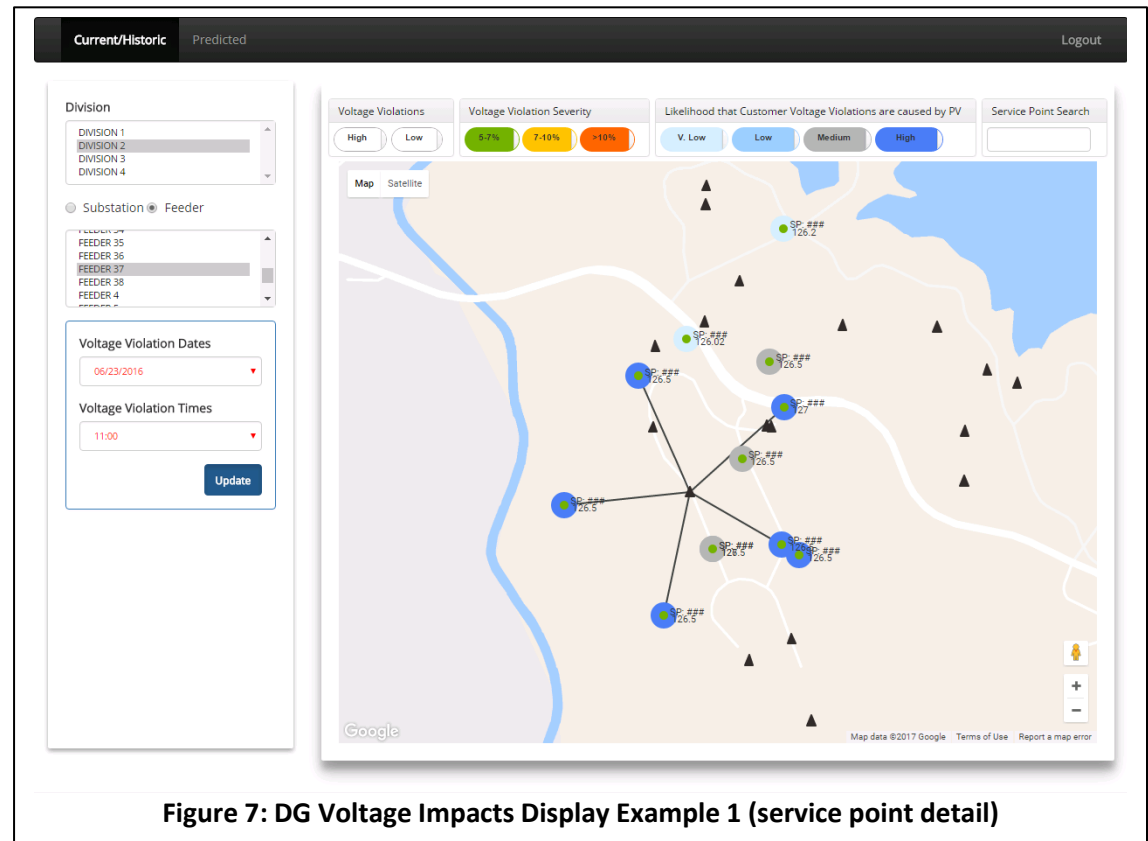 Current/Historic Predicted Logout
Division
DIVISION 1
DIVISION 2
DIVISION 3
DIVISION 4
Substation Feeder
FEEDER 34
FEEDER 35
FEEDER 36
FEEDER 37
FEEDER 38
FEEDER 4
Voltage Violation Dates
06/23/2016
Voltage Violation Times
11:00
Update
Voltage Violations Voltage Violation Severity Likelihood that Customer Voltage Violations are caused by PV Service Point Search
High Low 5-7% 7-10% >10% V. Low Low Medium High
Map Satellite
SP: ###
126.2
SP: ###
126.02
SP: ###
126.5
SP: ###
126.5
SP: ###
127
SP: ###
126.5
SP: ###
126.5
SP: ###
SP: ###
126.5
SP: ###
126.5
SP: ###
126.5
Google
Map data ©2017 Google Terms of Use Report a map error
Figure 7: DG Voltage Impacts Display Example 1 (service point detail)